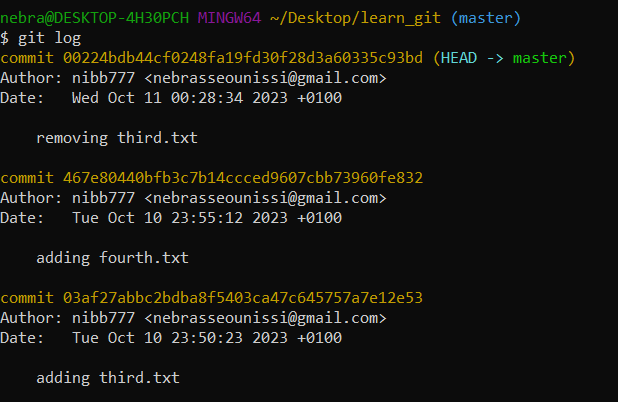 nebra@DESKTOP-4H30PCH MINGW64 ~/Desktop/learn_git (master)
$ git log
commit 00224bdb44cf0248fa19fd30f28d3a60335c93bd (HEAD -> master)
Author: nibb777 <nebrasseounissi@gmail.com>
Date:   Wed Oct 11 00:28:34 2023 +0100

    removing third.txt

commit 467e80440bfb3c7b14ccced9607cbb73960fe832
Author: nibb777 <nebrasseounissi@gmail.com>
Date:   Tue Oct 10 23:55:12 2023 +0100

    adding fourth.txt

commit 03af27abbc2bdba8f5403ca47c645757a7e12e53
Author: nibb777 <nebrasseounissi@gmail.com>
Date:   Tue Oct 10 23:50:23 2023 +0100

    adding third.txt